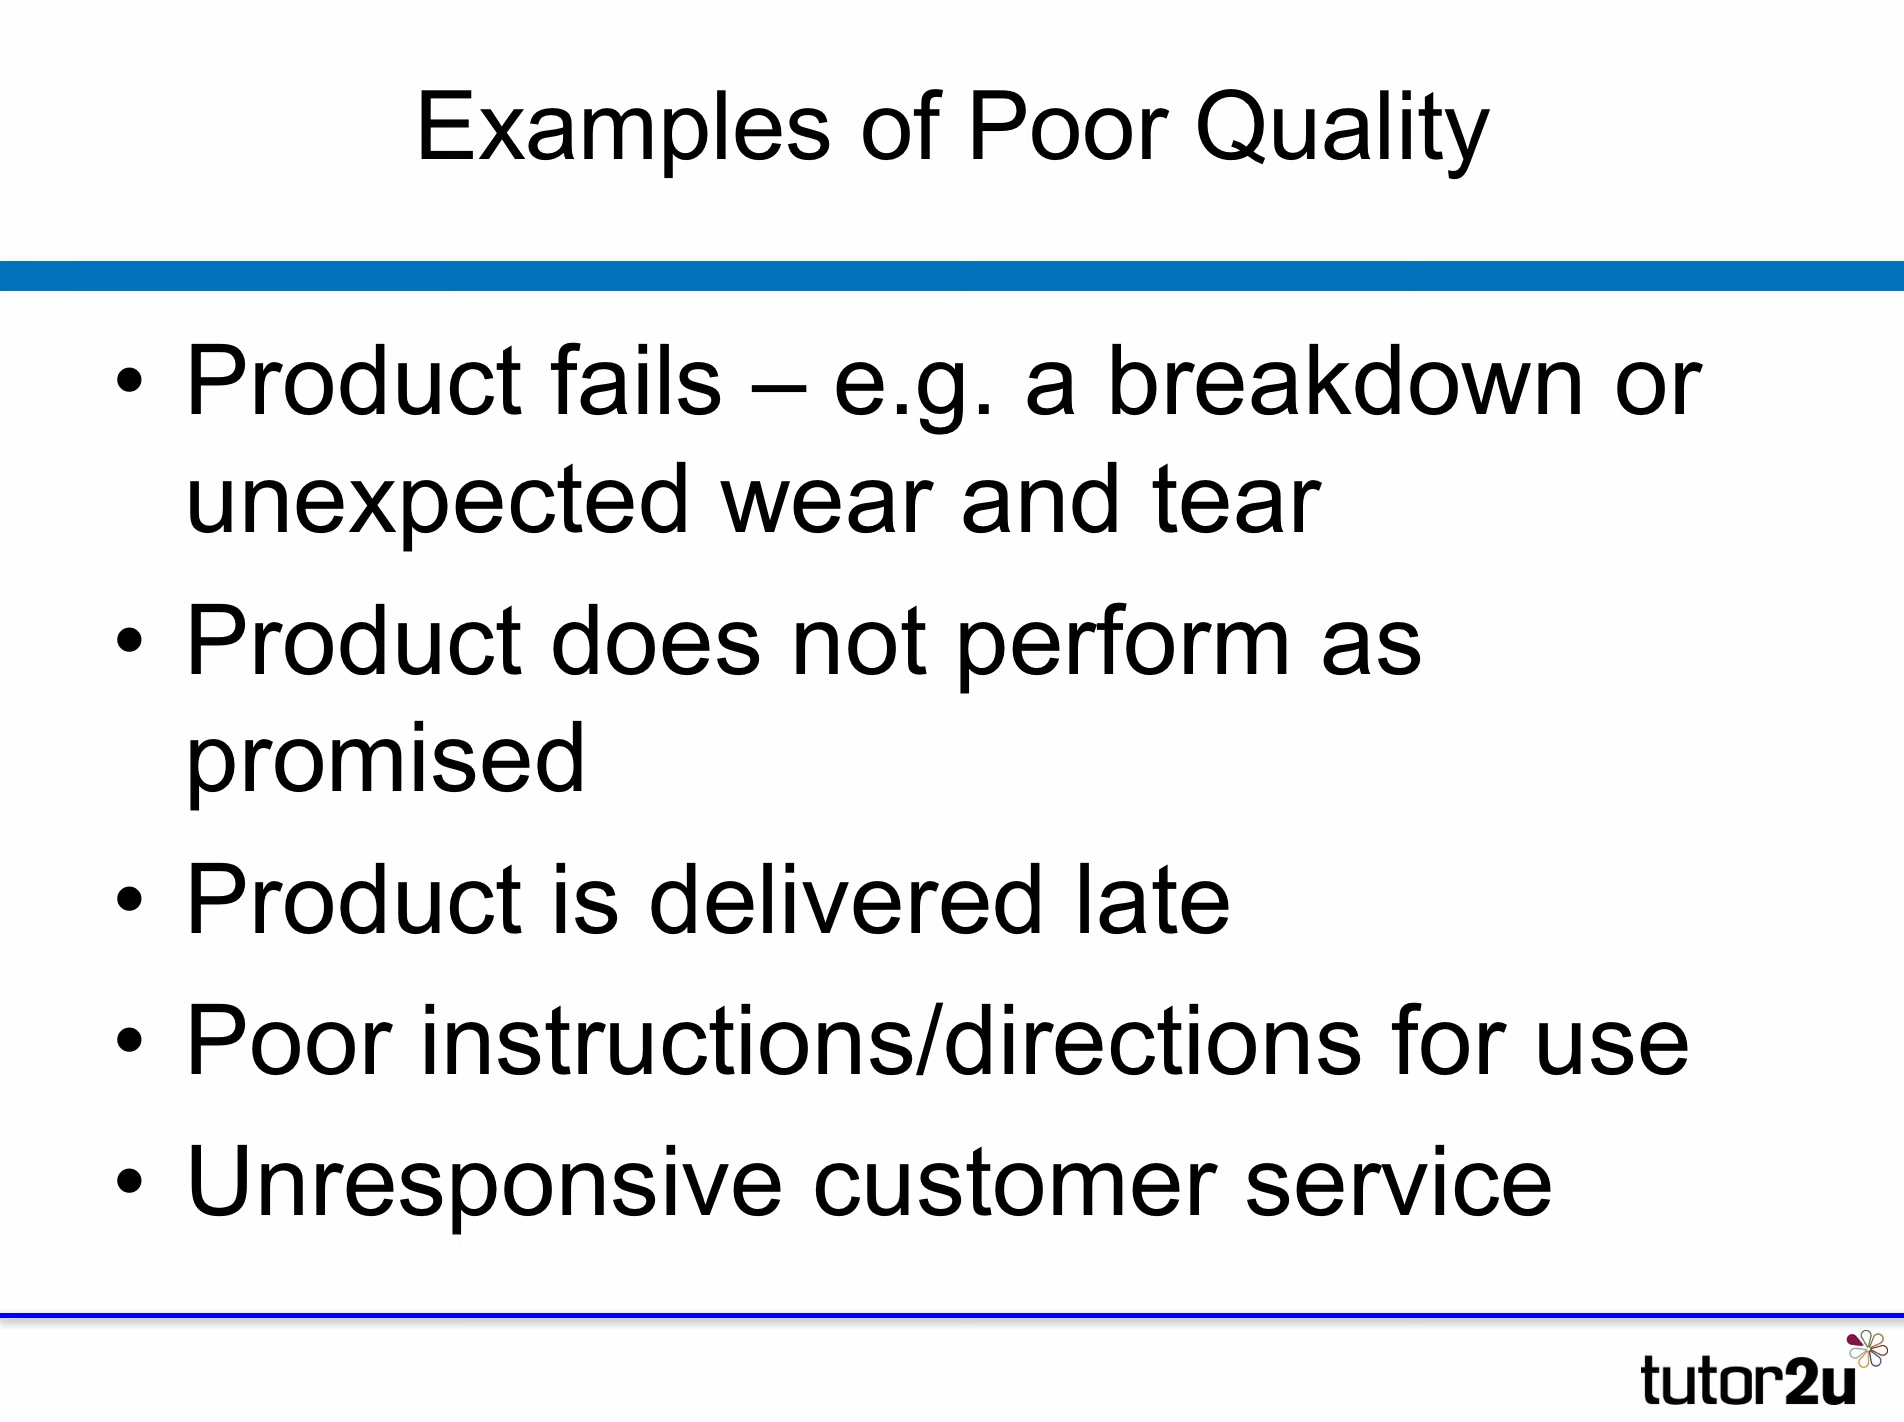 Examples of Poor Quality
• Product fails – e.g. a breakdown or
unexpected wear and tear
• Product does not perform as
promised
• Product is delivered late
• Poor instructions/directions for use
• Unresponsive customer service
tutor2u